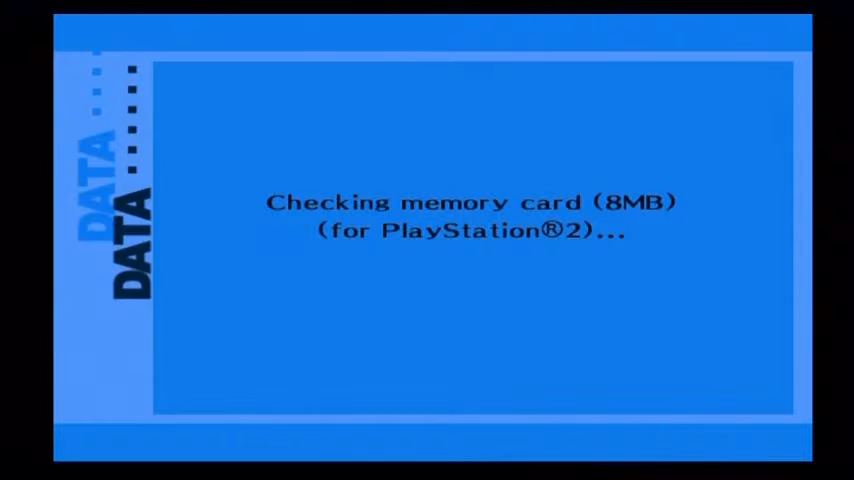 DATA ......
DATA ......
Checking memory card (8MB)
(for PlayStation®2)...